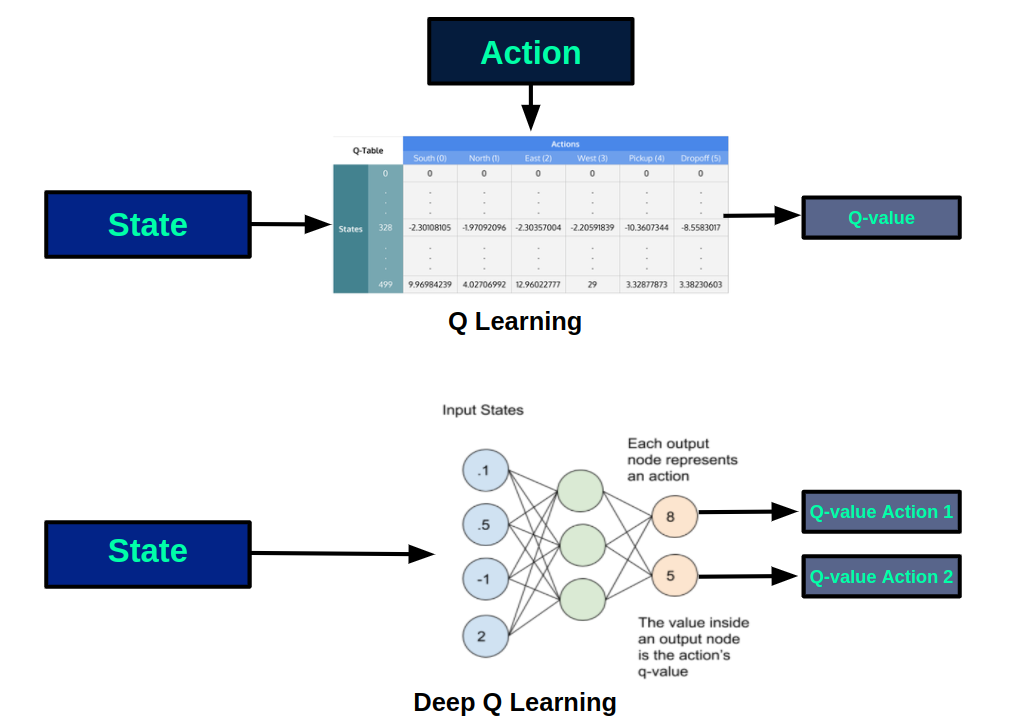 Action
Q-Table
Actions
South (0) North (1) East (2) West (3) Pickup (4) Dropoff (5)
0 0 0 0 0 0 0
State
States
328 -2.30108105 -1.97092096 -2.30357004 -2.20591839 -10.3607344 -8.5583017
499 9.96984239 4.02706992 12.96022777 29 3.32877873 3.38230603
Q-value
Q Learning
Input States
Each output
node represents
an action
.1
.5
-1
2
8
5
State
Q-value Action 1
Q-value Action 2
The value inside
an output node
is the action's
q-value
Deep Q Learning